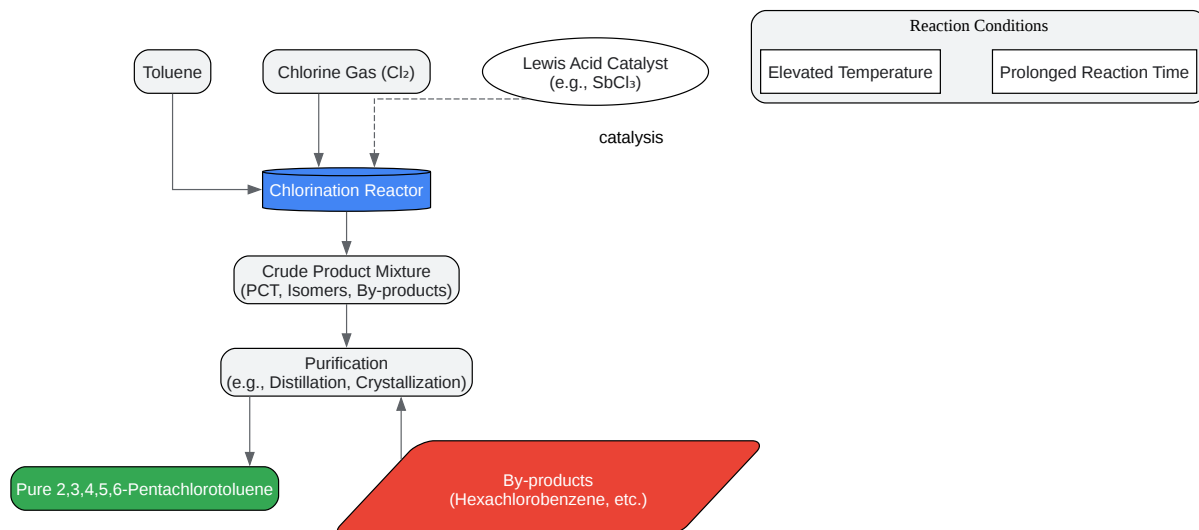 Reaction Conditions
Toluene
Chlorine Gas (Cl₂)
Lewis Acid Catalyst
(e.g., SbCl₃)
Elevated Temperature
Prolonged Reaction Time
catalysis
Chlorination Reactor
Crude Product Mixture
(PCT, Isomers, By-products)
Purification
(e.g., Distillation, Crystallization)
Pure 2,3,4,5,6-Pentachlorotoluene
By-products
(Hexachlorobenzene, etc.)